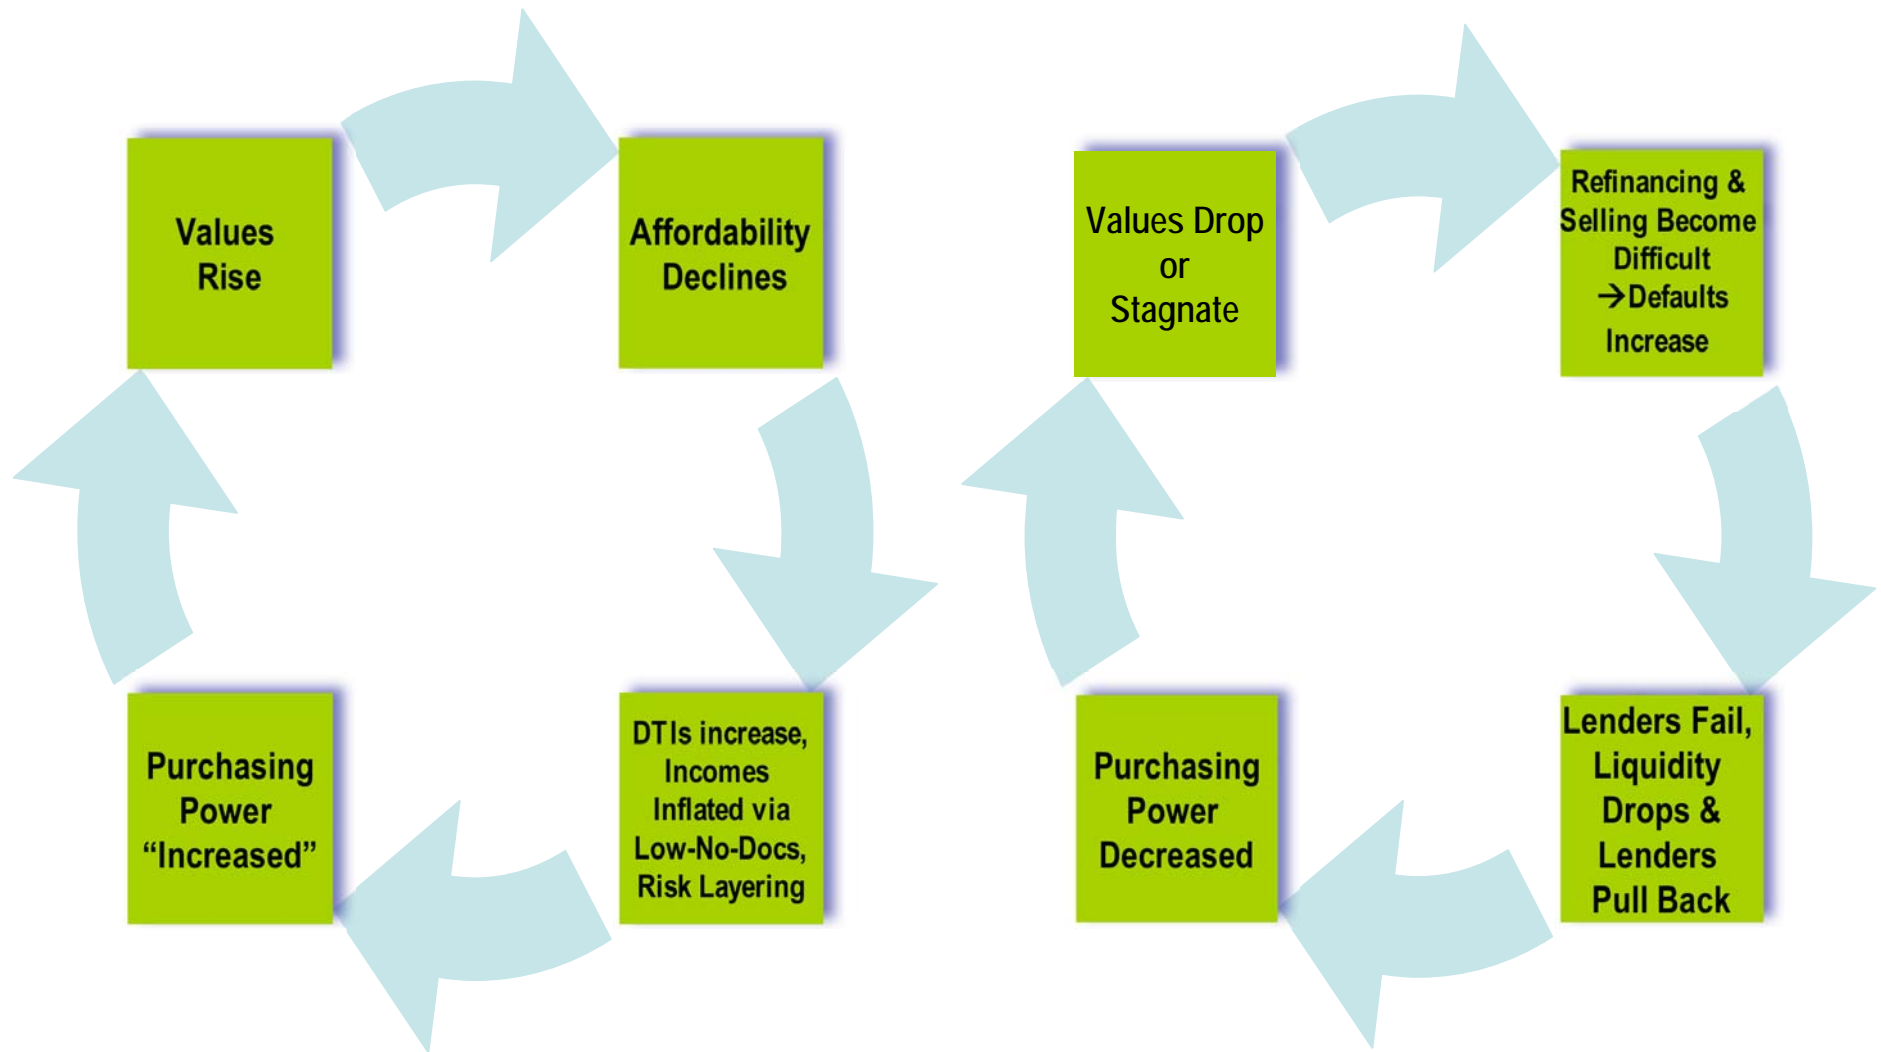 Values
Rise
Affordability
Declines
DTIs increase,
Incomes
Inflated via
Low-No-Docs,
Risk Layering
Purchasing
Power
“Increased”
Values Drop
or
Stagnate
Refinancing &
Selling Become
Difficult
→Defaults
Increase
Lenders Fail,
Liquidity
Drops &
Lenders
Pull Back
Purchasing
Power
Decreased